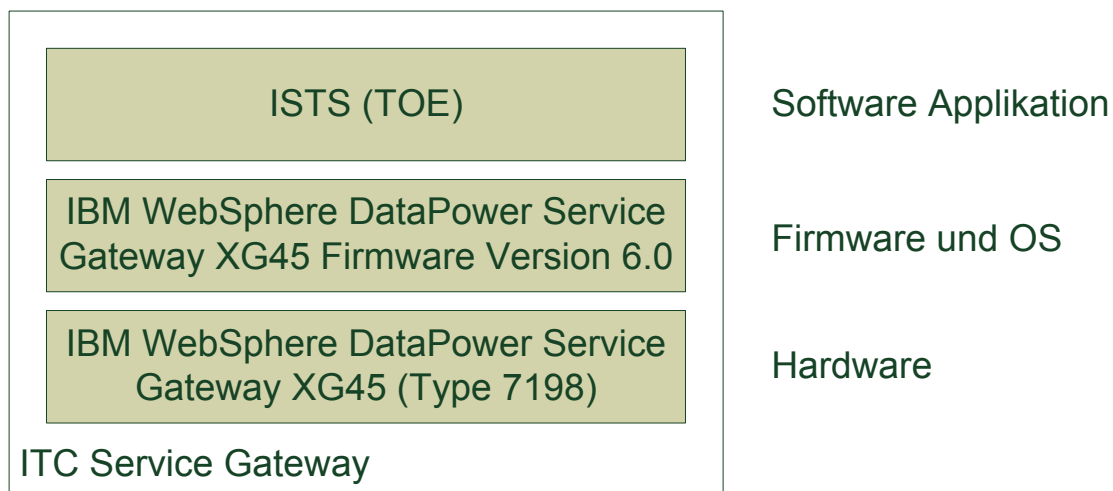 ISTS (TOE)
Software Applikation
IBM WebSphere DataPower Service
Gateway XG45 Firmware Version 6.0
Firmware und OS
IBM WebSphere DataPower Service
Gateway XG45 (Type 7198)
Hardware
ITC Service Gateway